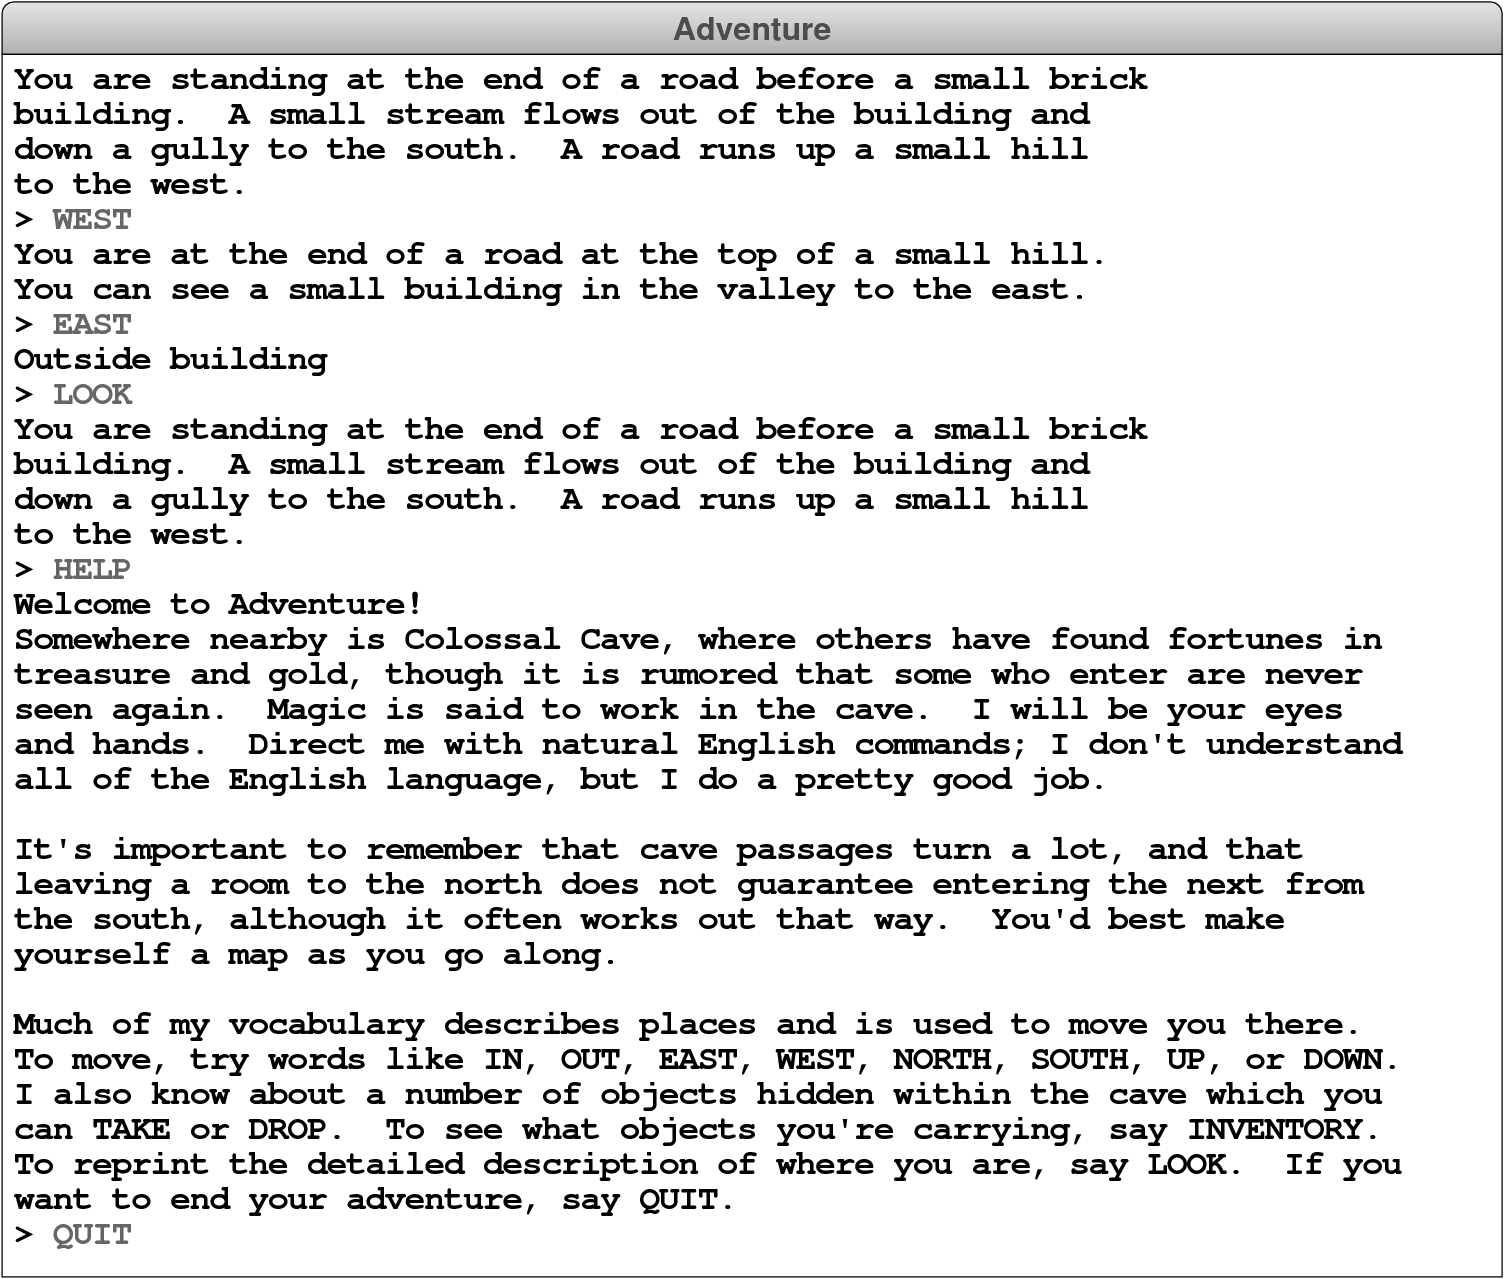 Adventure
You are standing at the end of a road before a small brick
building.  A small stream flows out of the building and
down a gully to the south.  A road runs up a small hill
to the west.
> WEST
You are at the end of a road at the top of a small hill.
You can see a small building in the valley to the east.
> EAST
Outside building
> LOOK
You are standing at the end of a road before a small brick
building.  A small stream flows out of the building and
down a gully to the south.  A road runs up a small hill
to the west.
> HELP
Welcome to Adventure!
Somewhere nearby is Colossal Cave, where others have found fortunes in
treasure and gold, though it is rumored that some who enter are never
seen again.  Magic is said to work in the cave.  I will be your eyes
and hands.  Direct me with natural English commands; I don't understand
all of the English language, but I do a pretty good job.

It's important to remember that cave passages turn a lot, and that
leaving a room to the north does not guarantee entering the next from
the south, although it often works out that way.  You'd best make
yourself a map as you go along.

Much of my vocabulary describes places and is used to move you there.
To move, try words like IN, OUT, EAST, WEST, NORTH, SOUTH, UP, or DOWN.
I also know about a number of objects hidden within the cave which you
can TAKE or DROP.  To see what objects you're carrying, say INVENTORY.
To reprint the detailed description of where you are, say LOOK.  If you
want to end your adventure, say QUIT.
> QUIT